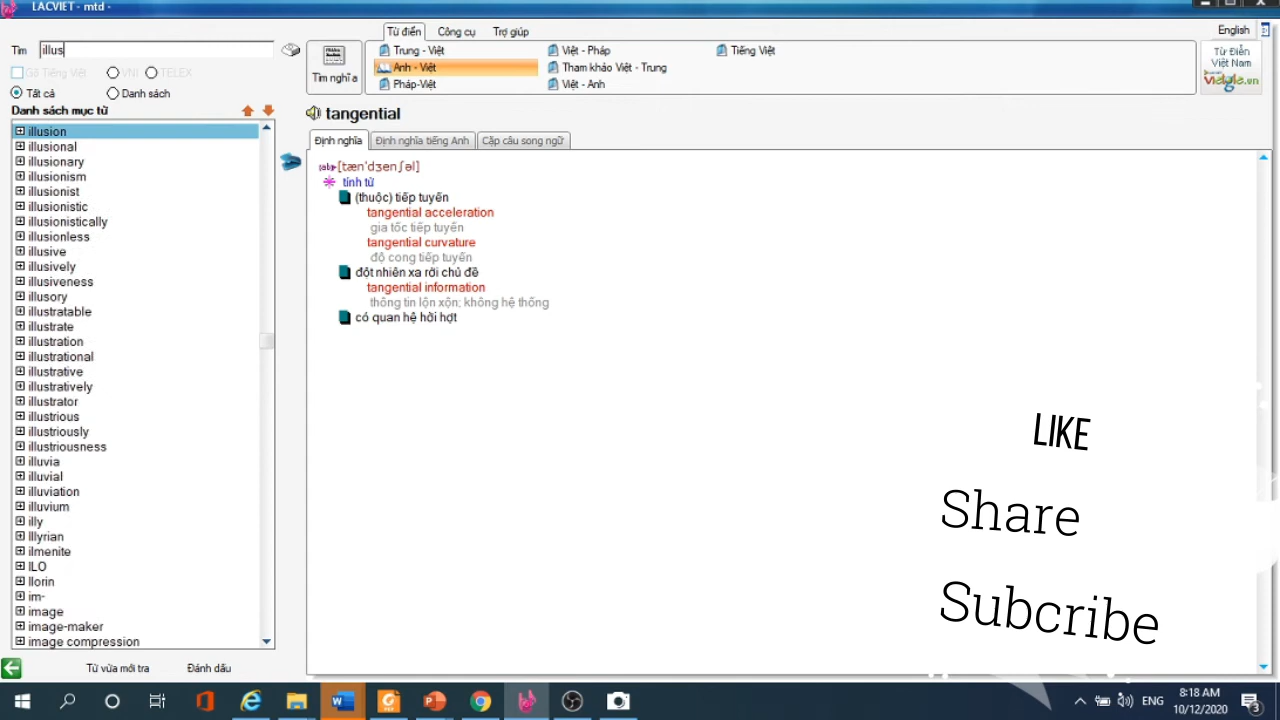 LACVIET - mtd -
Từ điển Công cụ Trợ giúp
English
Tìm illus
Gõ Tiếng Việt VNI TELEX
Tất cả Danh sách
Danh sách mục từ
Tìm nghĩa
Trung - Việt
Anh - Việt
Pháp-Việt
Việt - Pháp
Tham khảo Việt - Trung
Việt - Anh
Tiếng Việt
Từ Điển
Việt Nam
Vietgle.vn
illusion
illusional
illusionary
illusionism
illusionist
illusionistic
illusionistically
illusionless
illusive
illusively
illusiveness
illusory
illustratable
illustrate
illustration
illustrational
illustrative
illustratively
illustrator
illustrious
illustriously
illustriousness
illuvia
illuvial
illuviation
illuvium
illy
Illyrian
ilmenite
ILO
Ilorin
im-
image
image-maker
image compression
Từ vừa mới tra Đánh dấu
tangential
Định nghĩa Định nghĩa tiếng Anh Cặp câu song ngữ
[tæn'dʒen∫əl]
tính từ
(thuộc) tiếp tuyến
tangential acceleration
gia tốc tiếp tuyến
tangential curvature
độ cong tiếp tuyến
đột nhiên xa rời chủ đề
tangential information
thông tin lộn xộn; không hệ thống
có quan hệ hời hợt
LIKE
Share
Subcribe
ENG
8:18 AM
10/12/2020
3